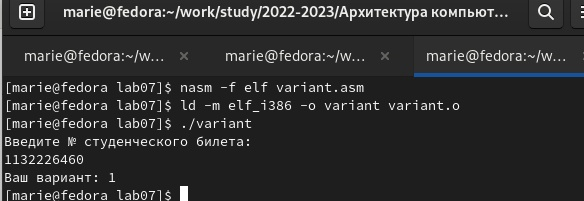 marie@fedora:~/work/study/2022-2023/Архитектура компьют...
marie@fedora:~/w... × marie@fedora:~/w... × marie@fedora:~/w... ×
[marie@fedora lab07]$ nasm -f elf variant.asm
[marie@fedora lab07]$ ld -m elf_i386 -o variant variant.o
[marie@fedora lab07]$ ./variant
Введите № студенческого билета:
1132226460
Ваш вариант: 1
[marie@fedora lab07]$